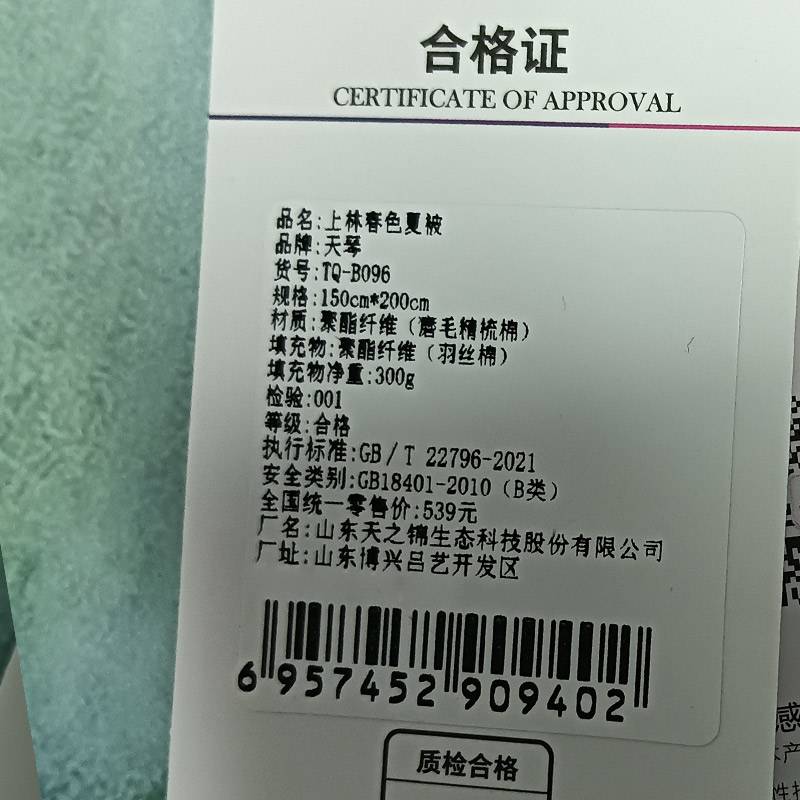 合格证
CERTIFICATE OF APPROVAL
品名:上林春色夏被
品牌:天琴
货号:TQ-B096
规格:150cm*200cm
材质:聚酯纤维（磨毛精梳棉）
填充物:聚酯纤维（羽丝棉）
填充物净重:300g
检验:001
等级:合格
执行标准:GB/T 22796-2021
安全类别:GB18401-2010（B类）
全国统一零售价:539元
厂名:山东天之锦生态科技股份有限公司
厂址:山东博兴吕艺开发区
6 957452 909402
质检合格
感
产
性